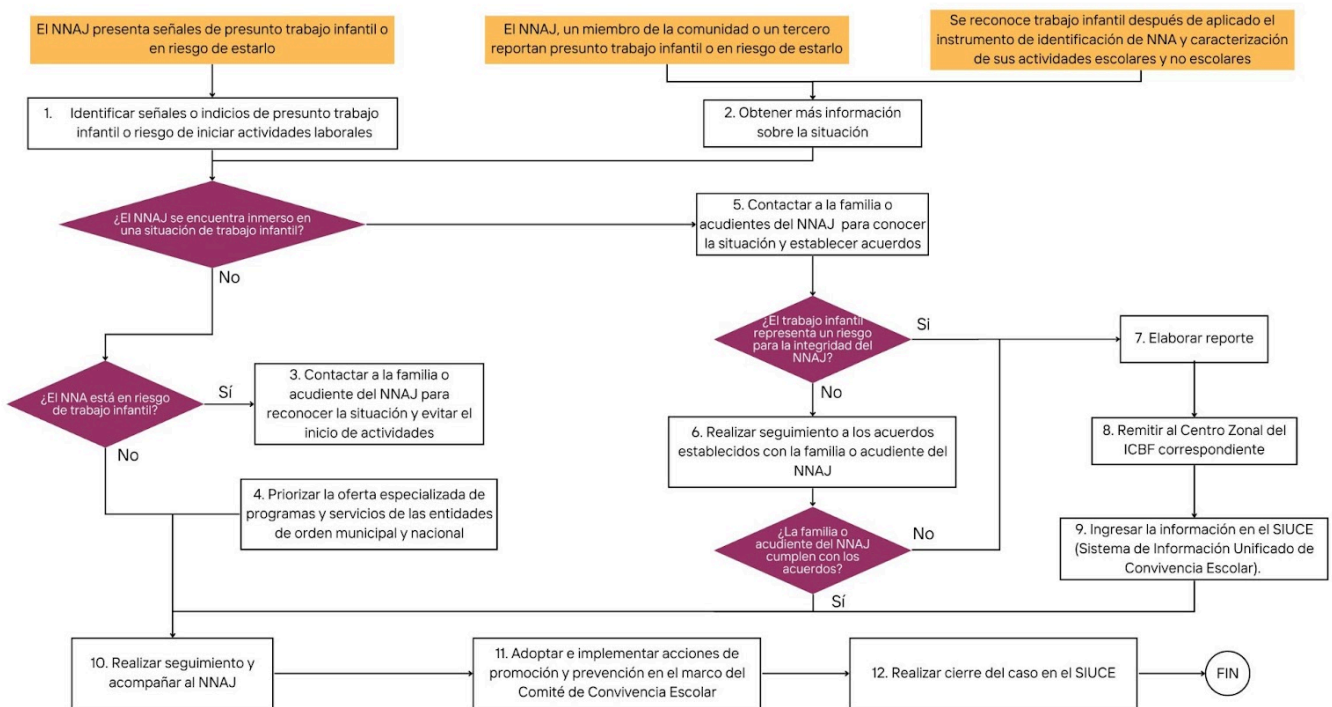 El NNAJ presenta señales de presunto trabajo infantil o
en riesgo de estarlo
El NNAJ, un miembro de la comunidad o un tercero
reportan presunto trabajo infantil o en riesgo de estarlo
Se reconoce trabajo infantil después de aplicado el
instrumento de identificación de NNA y caracterización
de sus actividades escolares y no escolares
1. Identificar señales o indicios de presunto trabajo
infantil o riesgo de iniciar actividades laborales
2. Obtener más información
sobre la situación
¿El NNAJ se encuentra inmerso en
una situación de trabajo infantil?
No
5. Contactar a la familia o
acudientes del NNAJ para conocer
la situación y establecer acuerdos
¿El trabajo infantil
representa un riesgo
para la integridad del
NNAJ?
Si
No
7. Elaborar reporte
¿El NNA está en riesgo
de trabajo infantil?
Sí
No
3. Contactar a la familia o
acudiente del NNAJ para
reconocer la situación y evitar el
inicio de actividades
6. Realizar seguimiento a los acuerdos
establecidos con la familia o acudiente del
NNAJ
8. Remitir al Centro Zonal del
ICBF correspondiente
4. Priorizar la oferta especializada de
programas y servicios de las entidades
de orden municipal y nacional
¿La familia o
acudiente del NNAJ
cumplen con los
acuerdos?
No
Sí
9. Ingresar la información en el SIUCE
(Sistema de Información Unificado de
Convivencia Escolar).
10. Realizar seguimiento y
acompañar al NNAJ
11. Adoptar e implementar acciones de
promoción y prevención en el marco del
Comité de Convivencia Escolar
12. Realizar cierre del caso en el SIUCE
FIN